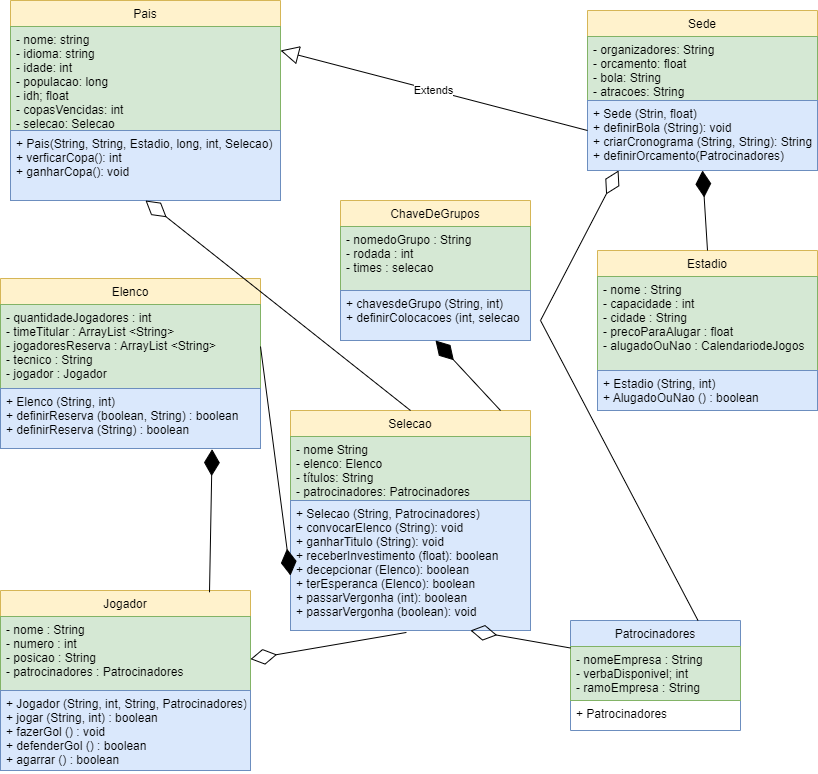 Pais
- nome: string
- idioma: string
- idade: int
- populacao: long
- idh; float
- copasVencidas: int
- selecao: Selecao
+ Pais(String, String, Estadio, long, int, Selecao)
+ verficarCopa(): int
+ ganharCopa(): void
Extends
Sede
- organizadores: String
- orcamento: float
- bola: String
- atracoes: String
+ Sede (Strin, float)
+ definirBola (String): void
+ criarCronograma (String, String): String
+ definirOrcamento(Patrocinadores)
ChaveDeGrupos
- nomedoGrupo : String
- rodada : int
- times : selecao
+ chavesdeGrupo (String, int)
+ definirColocacoes (int, selecao
Estadio
- nome : String
- capacidade : int
- cidade : String
- precoParaAlugar : float
- alugadoOuNao : CalendariodeJogos
+ Estadio (String, int)
+ AlugadoOuNao () : boolean
Elenco
- quantidadeJogadores : int
- timeTitular : ArrayList <String>
- jogadoresReserva : ArrayList <String>
- tecnico : String
- jogador : Jogador
+ Elenco (String, int)
+ definirReserva (boolean, String) : boolean
+ definirReserva (String) : boolean
Selecao
- nome String
- elenco: Elenco
- títulos: String
- patrocinadores: Patrocinadores
+ Selecao (String, Patrocinadores)
+ convocarElenco (String): void
+ ganharTitulo (String): void
+ receberInvestimento (float): boolean
+ decepcionar (Elenco): boolean
+ terEsperanca (Elenco): boolean
+ passarVergonha (int): boolean
+ passarVergonha (boolean): void
Jogador
- nome : String
- numero : int
- posicao : String
- patrocinadores : Patrocinadores
+ Jogador (String, int, String, Patrocinadores)
+ jogar (String, int) : boolean
+ fazerGol () : void
+ defenderGol () : boolean
+ agarrar () : boolean
Patrocinadores
- nomeEmpresa : String
- verbaDisponivel; int
- ramoEmpresa : String
+ Patrocinadores